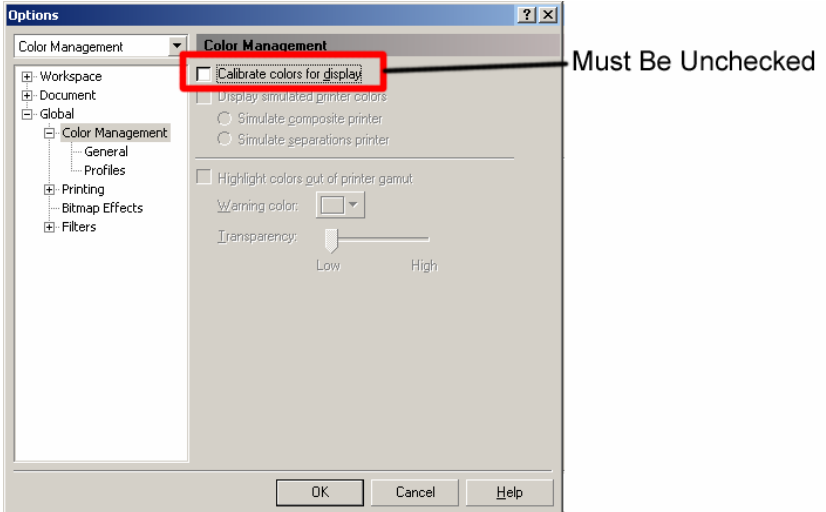 Options
Color Management
Color Management
Calibrate colors for display
Must Be Unchecked
Workspace
Document
Global
Color Management
General
Profiles
Printing
Bitmap Effects
Filters
Display simulated printer colors
Simulate composite printer
Simulate separations printer
Highlight colors out of printer gamut
Warning color:
Transparency:
Low High
OK Cancel Help